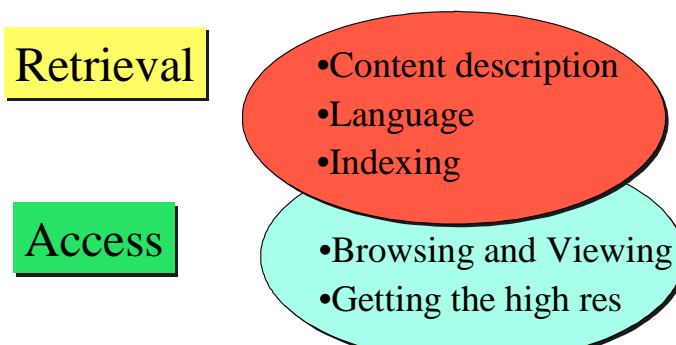 Retrieval
•Content description
•Language
•Indexing
Access
•Browsing and Viewing
•Getting the high res